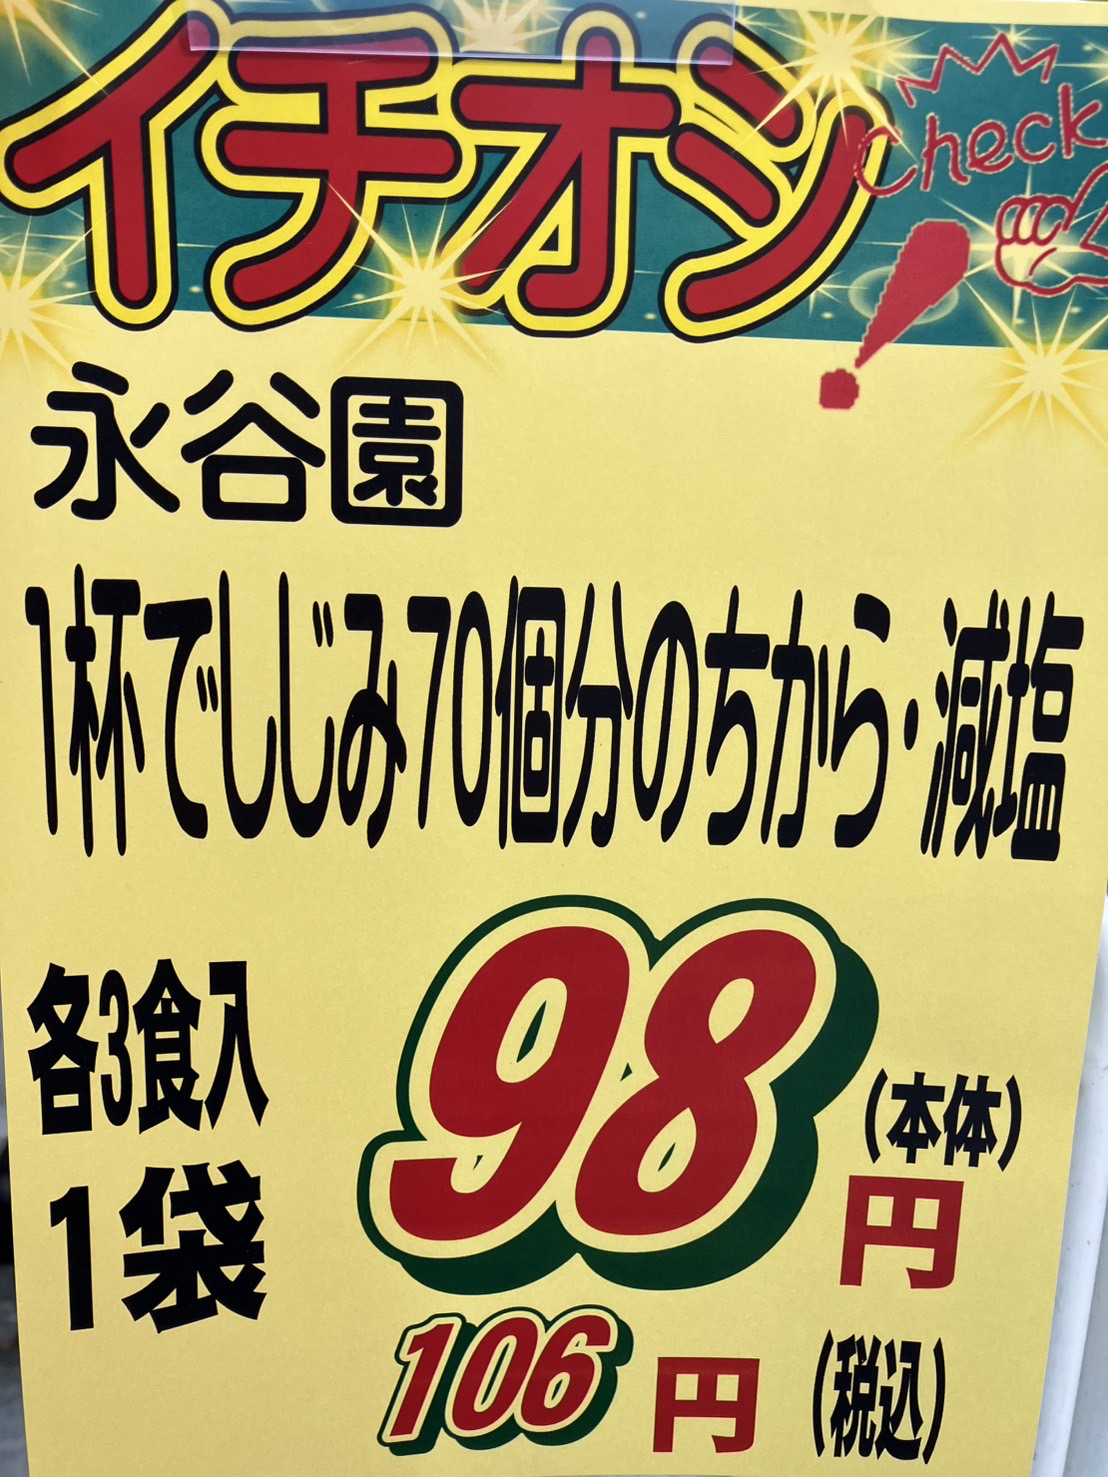 イチオシ
Check
!
永谷園
1杯でしじみ70個分のちから・減塩
各3食入
1袋
98円(本体)
106円(税込)